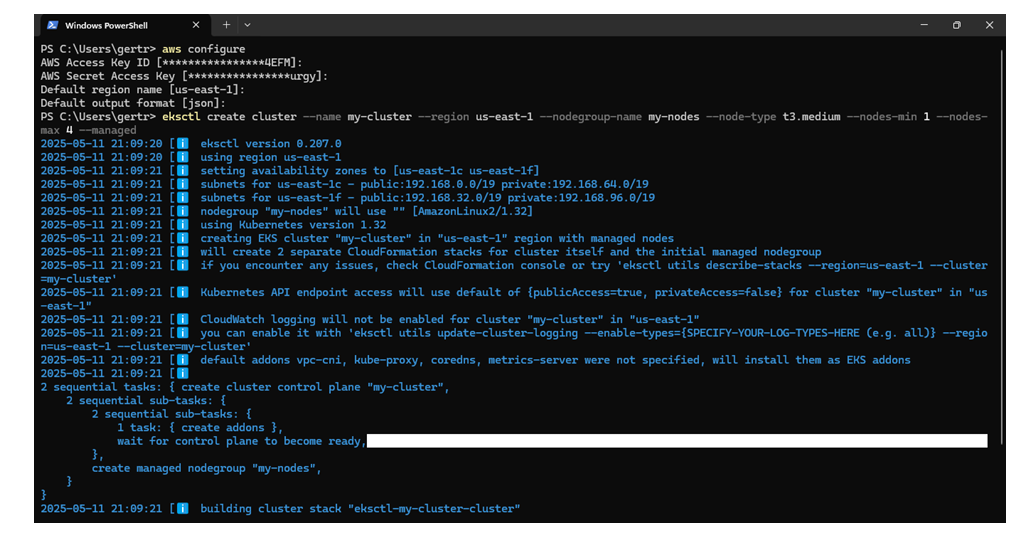 Windows PowerShell
PS C:\Users\gertr> aws configure
AWS Access Key ID [****************4EFM]:
AWS Secret Access Key [****************urgy]:
Default region name [us-east-1]:
Default output format [json]:
PS C:\Users\gertr> eksctl create cluster --name my-cluster --region us-east-1 --nodegroup-name my-nodes --node-type t3.medium --nodes-min 1 --nodes-
max 4 --managed
2025-05-11 21:09:20 [ℹ]  eksctl version 0.207.0
2025-05-11 21:09:20 [ℹ]  using region us-east-1
2025-05-11 21:09:21 [ℹ]  setting availability zones to [us-east-1c us-east-1f]
2025-05-11 21:09:21 [ℹ]  subnets for us-east-1c - public:192.168.0.0/19 private:192.168.64.0/19
2025-05-11 21:09:21 [ℹ]  subnets for us-east-1f - public:192.168.32.0/19 private:192.168.96.0/19
2025-05-11 21:09:21 [ℹ]  nodegroup "my-nodes" will use "" [AmazonLinux2/1.32]
2025-05-11 21:09:21 [ℹ]  using Kubernetes version 1.32
2025-05-11 21:09:21 [ℹ]  creating EKS cluster "my-cluster" in "us-east-1" region with managed nodes
2025-05-11 21:09:21 [ℹ]  will create 2 separate CloudFormation stacks for cluster itself and the initial managed nodegroup
2025-05-11 21:09:21 [ℹ]  if you encounter any issues, check CloudFormation console or try 'eksctl utils describe-stacks --region=us-east-1 --cluster
=my-cluster'
2025-05-11 21:09:21 [ℹ]  Kubernetes API endpoint access will use default of {publicAccess=true, privateAccess=false} for cluster "my-cluster" in "us
-east-1"
2025-05-11 21:09:21 [ℹ]  CloudWatch logging will not be enabled for cluster "my-cluster" in "us-east-1"
2025-05-11 21:09:21 [ℹ]  you can enable it with 'eksctl utils update-cluster-logging --enable-types={SPECIFY-YOUR-LOG-TYPES-HERE (e.g. all)} --regio
n=us-east-1 --cluster=my-cluster'
2025-05-11 21:09:21 [ℹ]  default addons vpc-cni, kube-proxy, coredns, metrics-server were not specified, will install them as EKS addons
2025-05-11 21:09:21 [ℹ]
2 sequential tasks: { create cluster control plane "my-cluster",
    2 sequential sub-tasks: {
        2 sequential sub-tasks: {
            1 task: { create addons },
            wait for control plane to become ready,
        },
        create managed nodegroup "my-nodes",
    }
}
2025-05-11 21:09:21 [ℹ]  building cluster stack "eksctl-my-cluster-cluster"